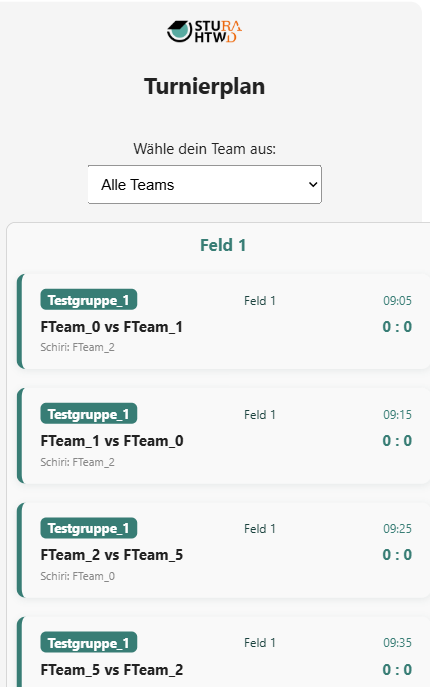 STURA
HTWD
Turnierplan
Wähle dein Team aus:
Alle Teams
Feld 1
Testgruppe_1 Feld 1 09:05
FTeam_0 vs FTeam_1 0 : 0
Schiri: FTeam_2
Testgruppe_1 Feld 1 09:15
FTeam_1 vs FTeam_0 0 : 0
Schiri: FTeam_2
Testgruppe_1 Feld 1 09:25
FTeam_2 vs FTeam_5 0 : 0
Schiri: FTeam_0
Testgruppe_1 Feld 1 09:35
FTeam_5 vs FTeam_2 0 : 0